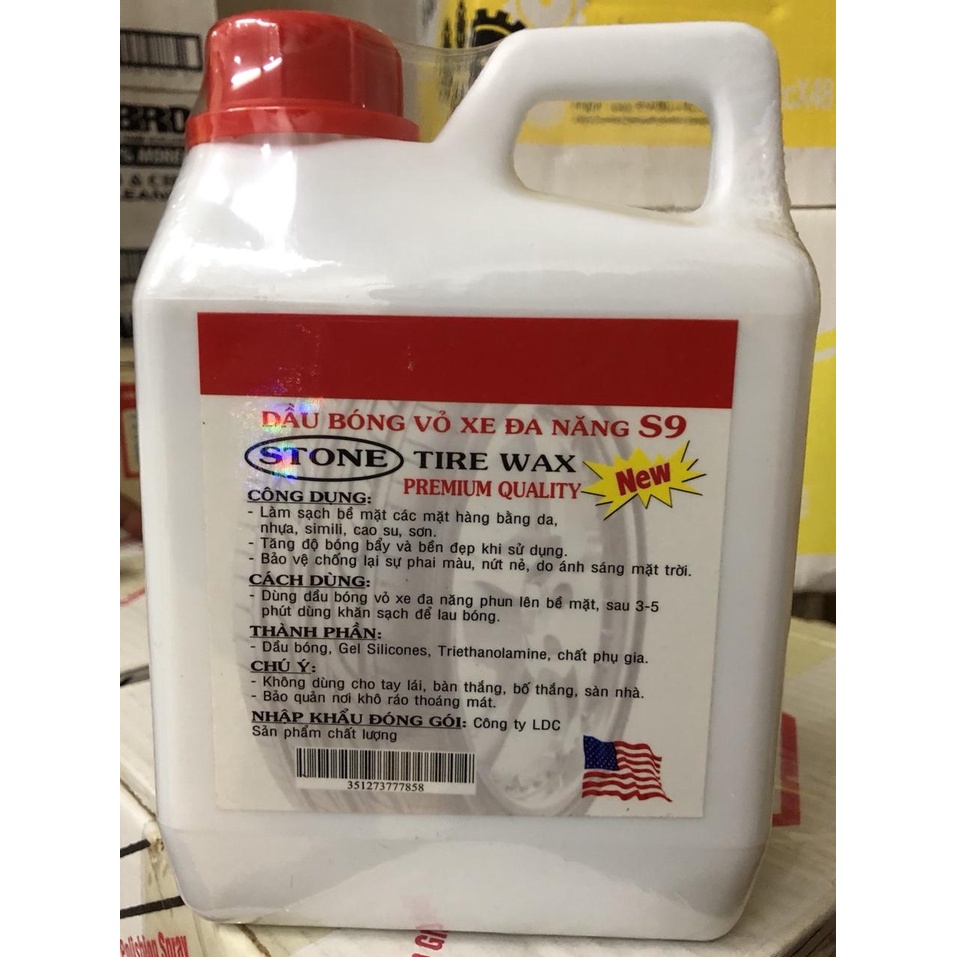 DẦU BÓNG VỎ XE ĐA NĂNG S9
STONE TIRE WAX
PREMIUM QUALITY
New
CÔNG DỤNG:
- Làm sạch bề mặt các mặt hàng bằng da,
nhựa, simili, cao su, sơn.
- Tăng độ bóng bẩy và bền đẹp khi sử dụng.
- Bảo vệ chống lại sự phai màu, nứt nẻ, do ánh sáng mặt trời.
CÁCH DÙNG:
- Dùng dầu bóng vỏ xe đa năng phun lên bề mặt, sau 3-5
phút dùng khăn sạch để lau bóng.
THÀNH PHẦN:
- Dầu bóng, Gel Silicones, Triethanolamine, chất phụ gia.
CHÚ Ý:
- Không dùng cho tay lái, bàn thắng, bố thắng, sàn nhà.
- Bảo quản nơi khô ráo thoáng mát.
NHẬP KHẨU ĐÓNG GÓI: Công ty LDC
Sản phẩm chất lượng
351273777858
BRO
MORE
Polishing Spray